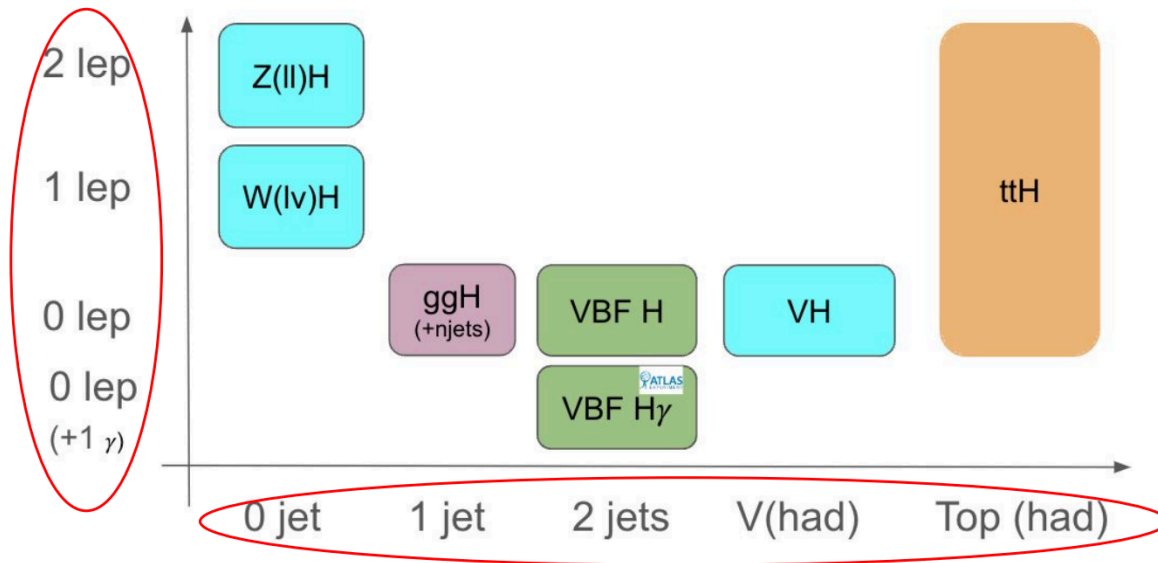 2 lep
Z(ll)H
1 lep
W(lv)H
ttH
0 lep
ggH
(+njets)
VBF H
VH
0 lep
(+1 γ)
ATLAS
VBF Hγ
0 jet 1 jet 2 jets V(had) Top (had)